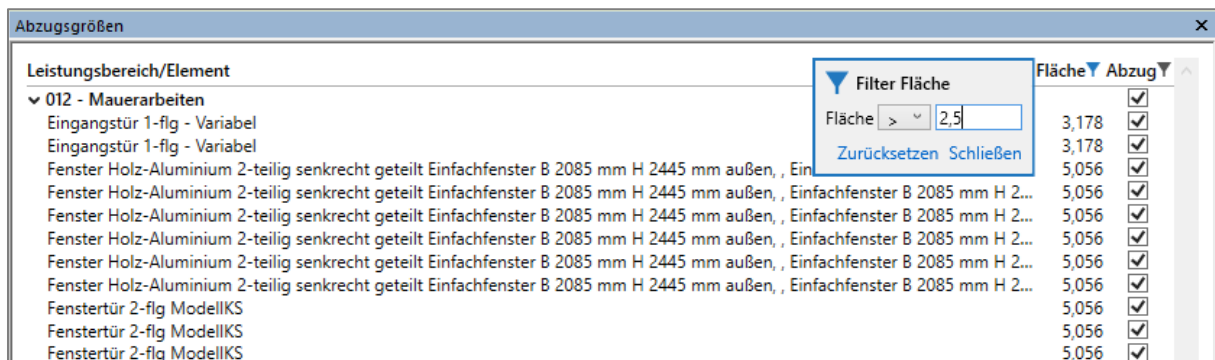 Abzugsgrößen
Leistungsbereich/Element Fläche Abzug
Filter Fläche
Fläche > 2,5
Zurücksetzen Schließen
012 - Mauerarbeiten
Eingangstür 1-flg - Variabel 3,178
Eingangstür 1-flg - Variabel 3,178
Fenster Holz-Aluminium 2-teilig senkrecht geteilt Einfachfenster B 2085 mm H 2445 mm außen, , 5,056
Fenster Holz-Aluminium 2-teilig senkrecht geteilt Einfachfenster B 2085 mm H 2445 mm außen, , Einfachfenster B 2085 mm H 2... 5,056
Fenster Holz-Aluminium 2-teilig senkrecht geteilt Einfachfenster B 2085 mm H 2445 mm außen, , Einfachfenster B 2085 mm H 2... 5,056
Fenster Holz-Aluminium 2-teilig senkrecht geteilt Einfachfenster B 2085 mm H 2445 mm außen, , Einfachfenster B 2085 mm H 2... 5,056
Fenster Holz-Aluminium 2-teilig senkrecht geteilt Einfachfenster B 2085 mm H 2445 mm außen, , Einfachfenster B 2085 mm H 2... 5,056
Fenster Holz-Aluminium 2-teilig senkrecht geteilt Einfachfenster B 2085 mm H 2445 mm außen, , Einfachfenster B 2085 mm H 2... 5,056
Fenstertür 2-flg ModellKS 5,056
Fenstertür 2-flg ModellKS 5,056
Fenstertür 2-flg ModellKS 5,056